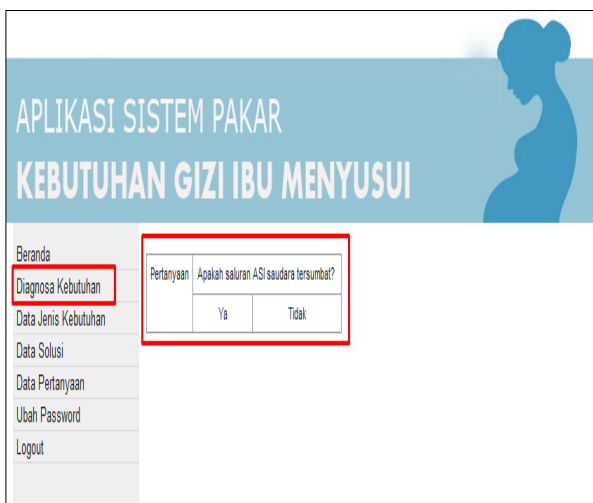 APLIKASI SISTEM PAKAR
KEBUTUHAN GIZI IBU MENYUSUI
Beranda
Diagnosa Kebutuhan
Data Jenis Kebutuhan
Data Solusi
Data Pertanyaan
Ubah Password
Logout
Pertanyaan Apakah saluran ASI saudara tersumbat?
Ya Tidak